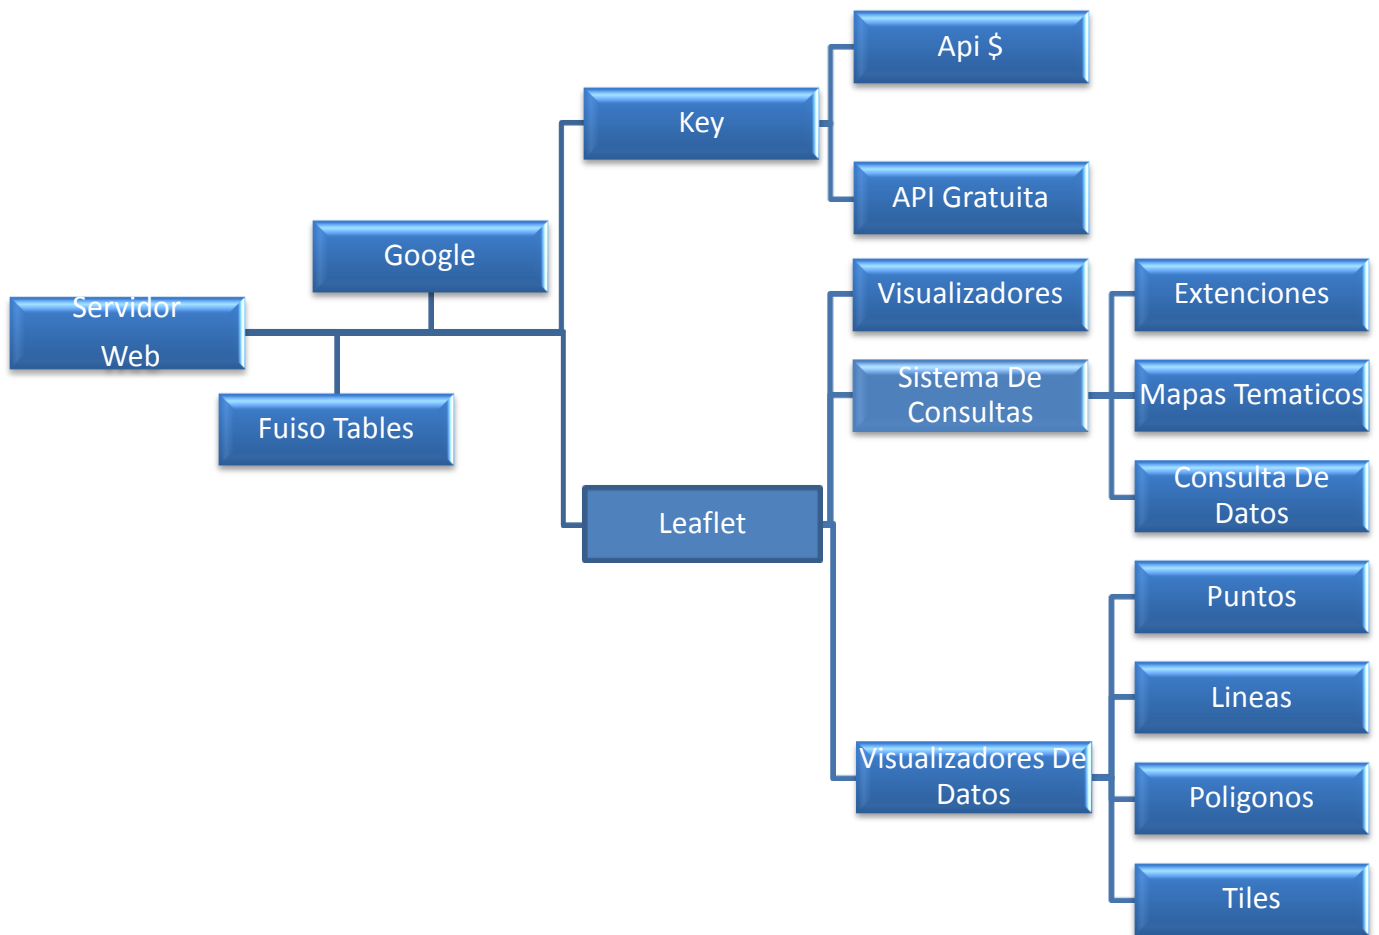 Servidor
Web
Google
Fuiso Tables
Key
Api $
API Gratuita
Leaflet
Visualizadores
Sistema De
Consultas
Extenciones
Mapas Tematicos
Consulta De
Datos
Visualizadores De
Datos
Puntos
Lineas
Poligonos
Tiles